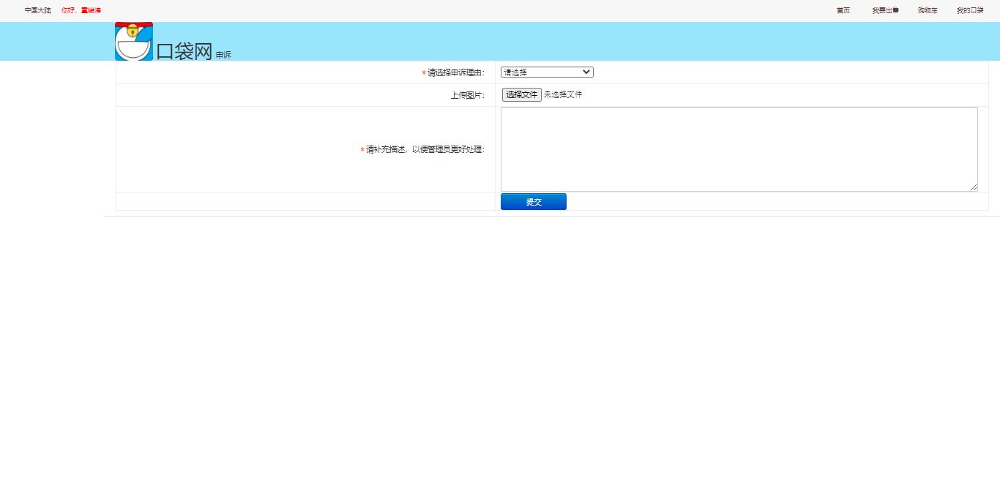 中国大陆 你好，童峻涛 首页 我要出售 购物车 我的口袋
口袋网 申诉
*请选择申诉理由： 请选择
上传图片： 选择文件 未选择文件
*请补充描述，以便管理员更好处理：
提交